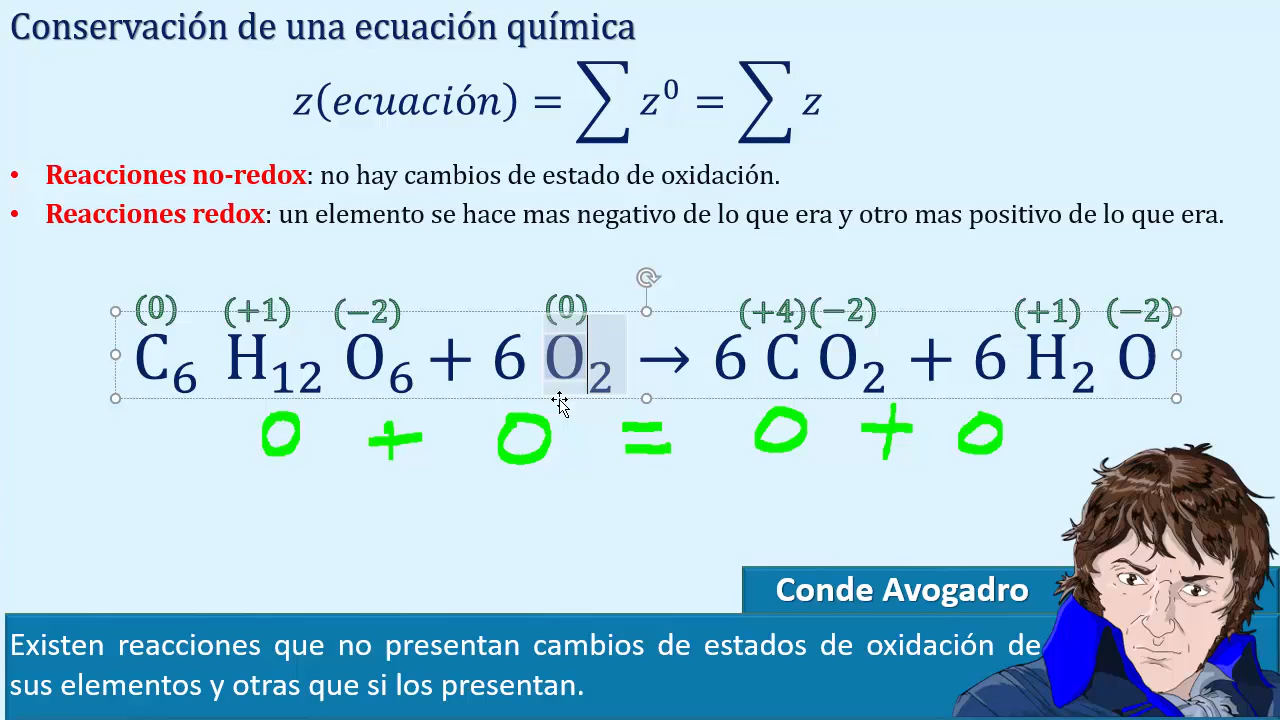 Conservación de una ecuación química
z(ecuación) = ∑ z⁰ = ∑ z
• Reacciones no-redox: no hay cambios de estado de oxidación.
• Reacciones redox: un elemento se hace mas negativo de lo que era y otro mas positivo de lo que era.
(0) (+1) (−2) (0) (+4) (−2) (+1) (−2)
C₆ H₁₂ O₆ + 6 O₂ → 6 C O₂ + 6 H₂ O
0 + 0 = 0 + 0
Conde Avogadro
Existen reacciones que no presentan cambios de estados de oxidación de
sus elementos y otras que si los presentan.